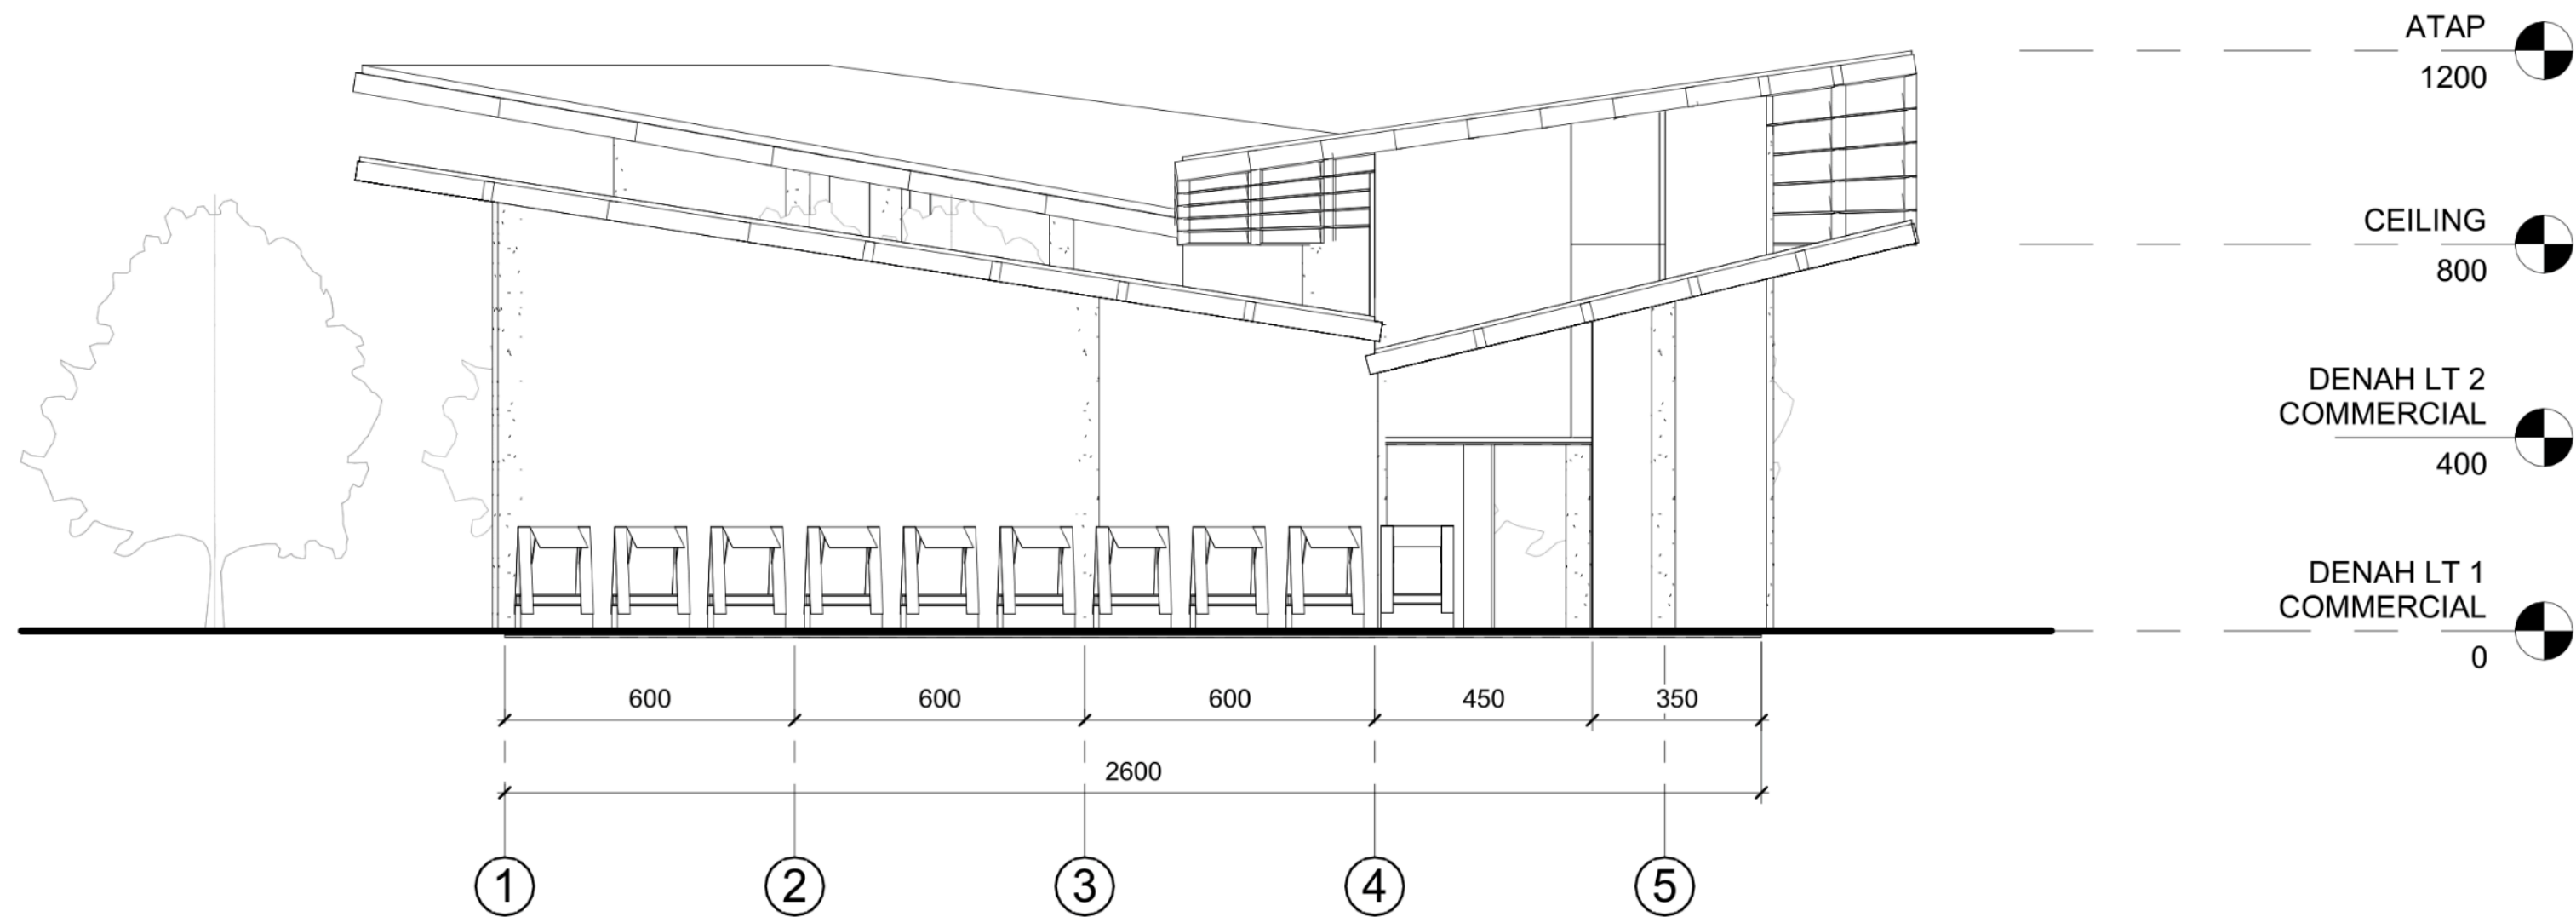 ATAP
1200
CEILING
800
DENAH LT 2
COMMERCIAL
400
DENAH LT 1
COMMERCIAL
0
600 600 600 450 350
2600
1 2 3 4 5